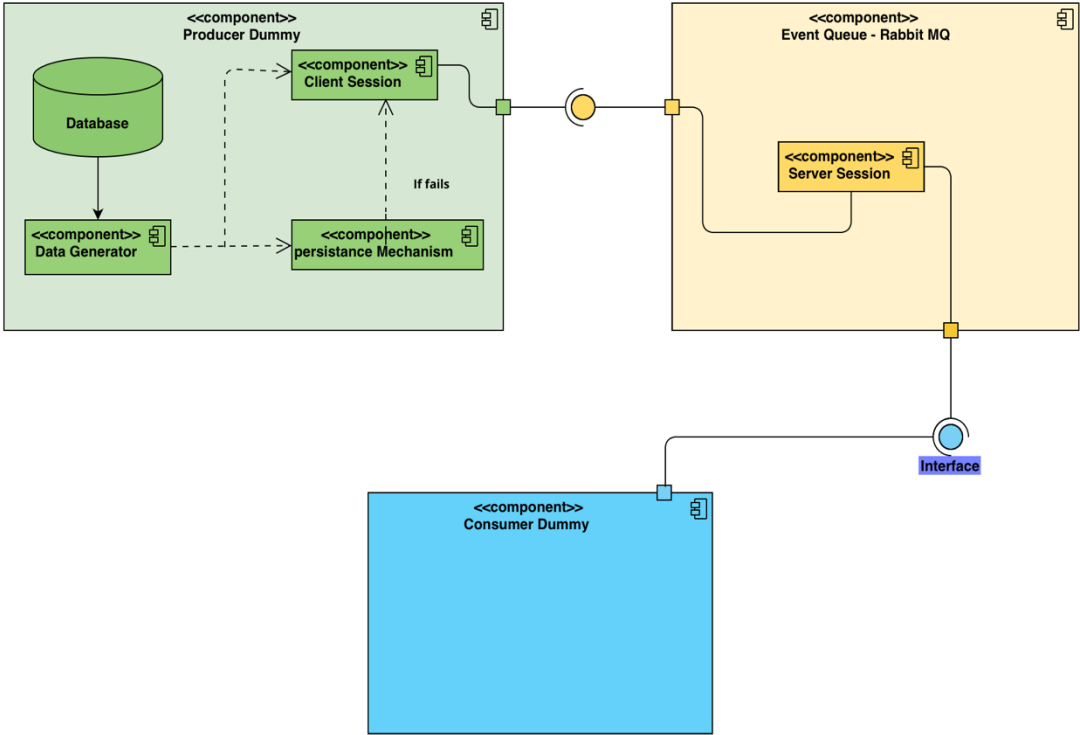 <<component>>
Producer Dummy
<<component>>
Client Session
Database
If fails
<<component>>
Data Generator
<<component>>
persistance Mechanism
<<component>>
Event Queue - Rabbit MQ
<<component>>
Server Session
Interface
<<component>>
Consumer Dummy